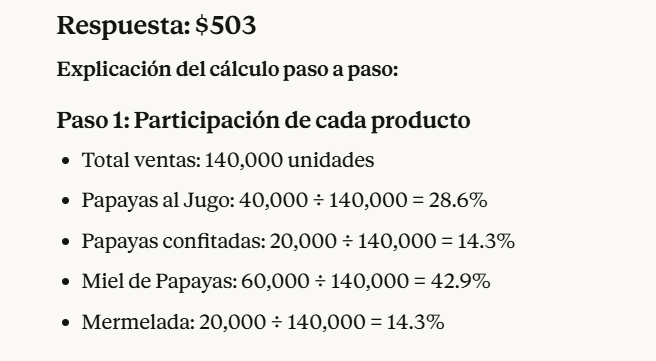 Respuesta: $503
Explicación del cálculo paso a paso:
Paso 1: Participación de cada producto
• Total ventas: 140,000 unidades
• Papayas al Jugo: 40,000 ÷ 140,000 = 28.6%
• Papayas confitadas: 20,000 ÷ 140,000 = 14.3%
• Miel de Papayas: 60,000 ÷ 140,000 = 42.9%
• Mermelada: 20,000 ÷ 140,000 = 14.3%